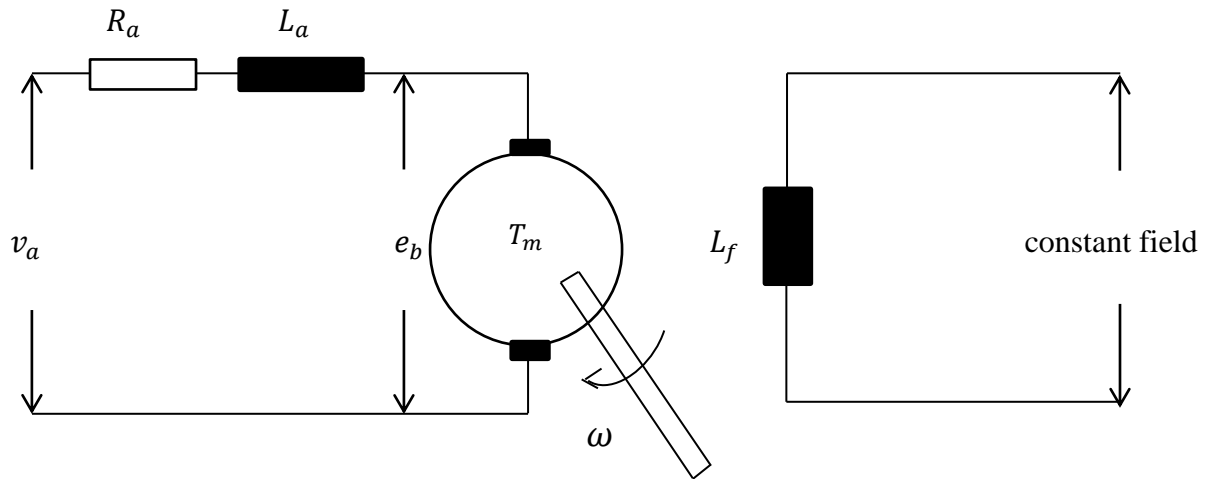 R_a
L_a
v_a
e_b
T_m
L_f
constant field
ω